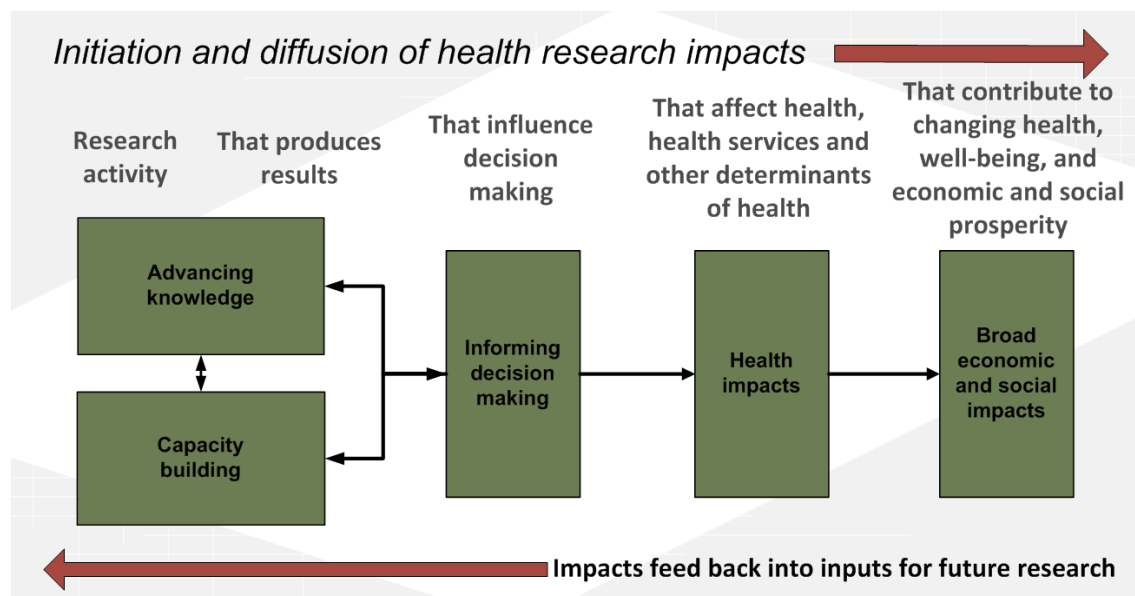 Initiation and diffusion of health research impacts
Research
activity
That produces
results
That influence
decision
making
That affect health,
health services and
other determinants
of health
That contribute to
changing health,
well-being, and
economic and social
prosperity
Advancing
knowledge
Capacity
building
Informing
decision
making
Health
impacts
Broad
economic
and social
impacts
Impacts feed back into inputs for future research